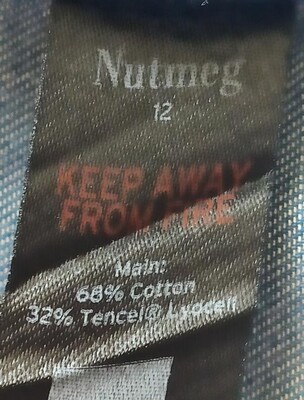 Nutmeg
12
KEEP AWAY
FROM FIRE
Main:
68% Cotton
32% Tencel® Lyocell